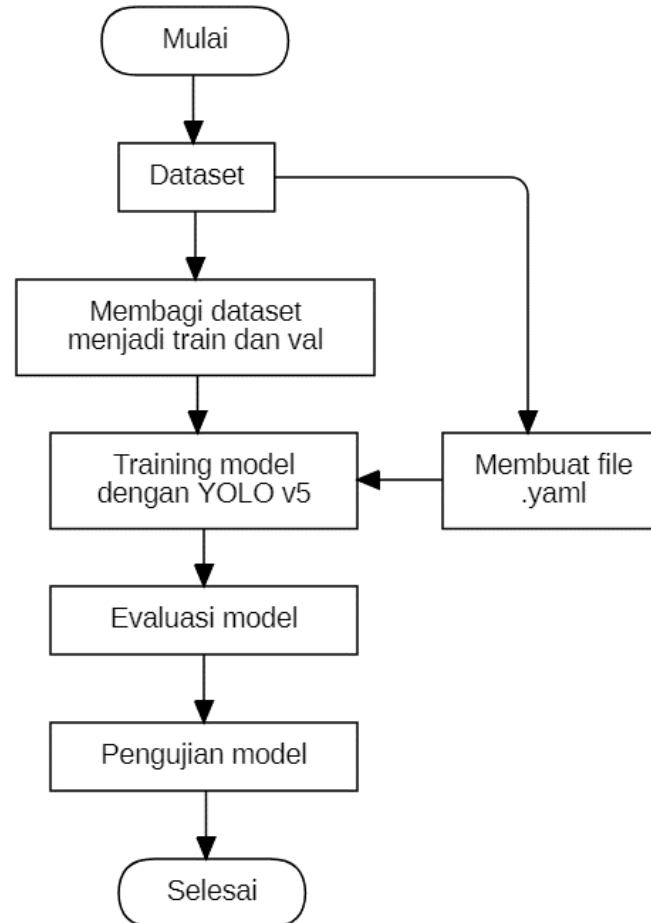 Mulai
Dataset
Membagi dataset
menjadi train dan val
Training model
dengan YOLO v5
Membuat file
.yaml
Evaluasi model
Pengujian model
Selesai